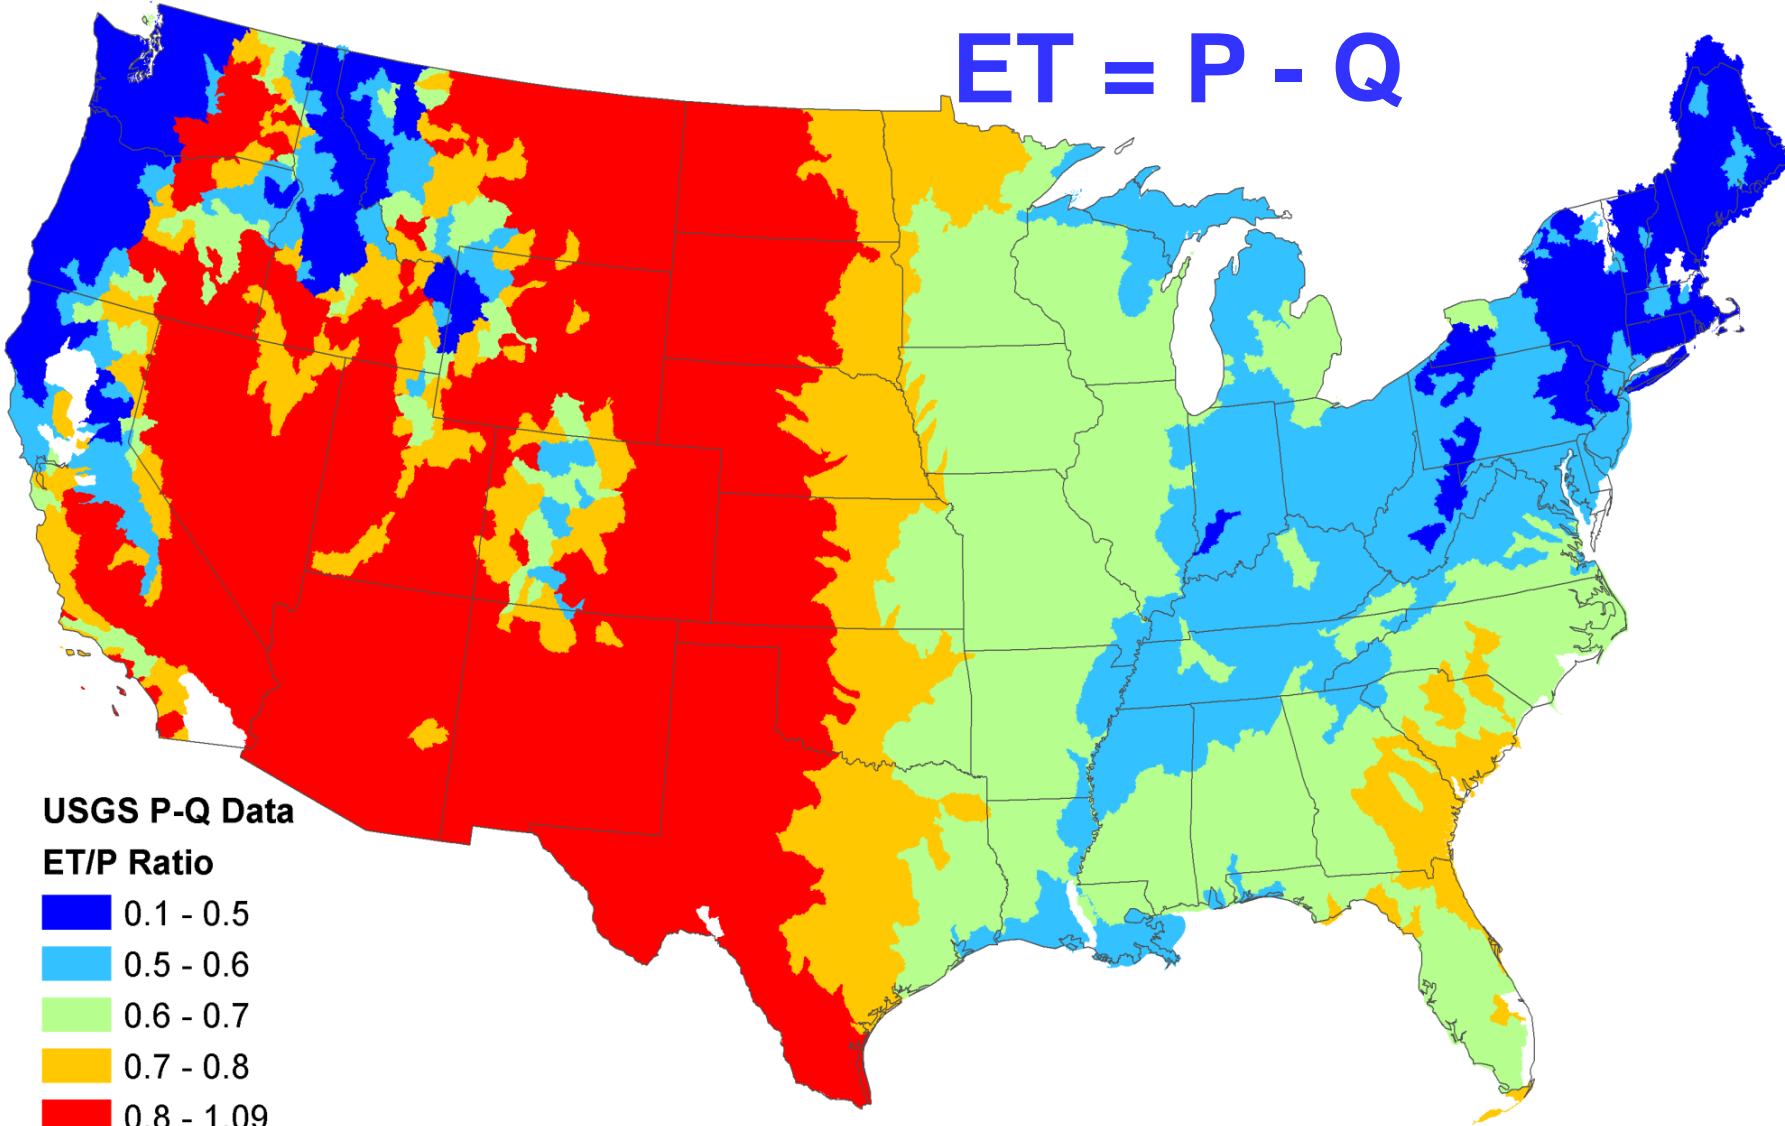 ET = P - Q
USGS P-Q Data
ET/P Ratio
0.1 - 0.5
0.5 - 0.6
0.6 - 0.7
0.7 - 0.8
0.8 - 1.09